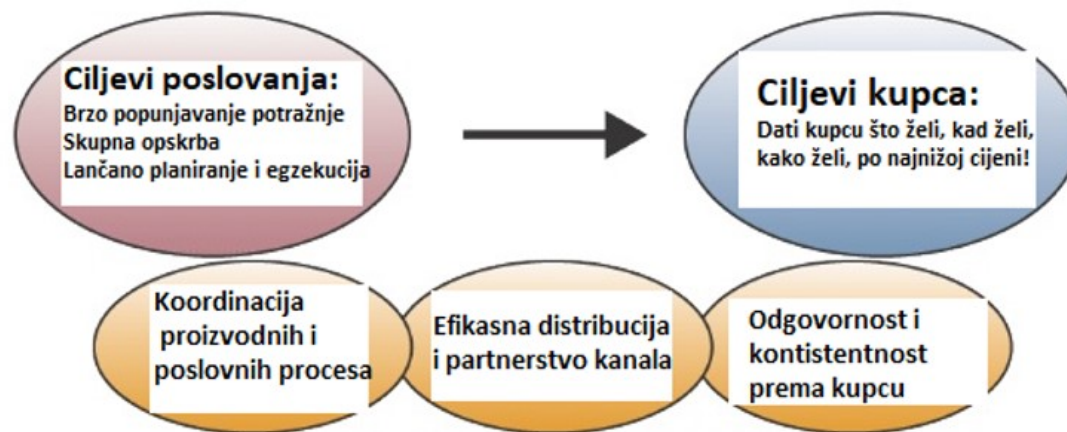 Ciljevi poslovanja:
Brzo popunjavanje potražnje
Skupna opskrba
Lančano planiranje i egzekucija
Ciljevi kupca:
Dati kupcu što želi, kad želi,
kako želi, po najnižoj cijeni!
Koordinacija
proizvodnih i
poslovnih procesa
Efikasna distribucija
i partnerstvo kanala
Odgovornost i
kontistentnost
prema kupcu